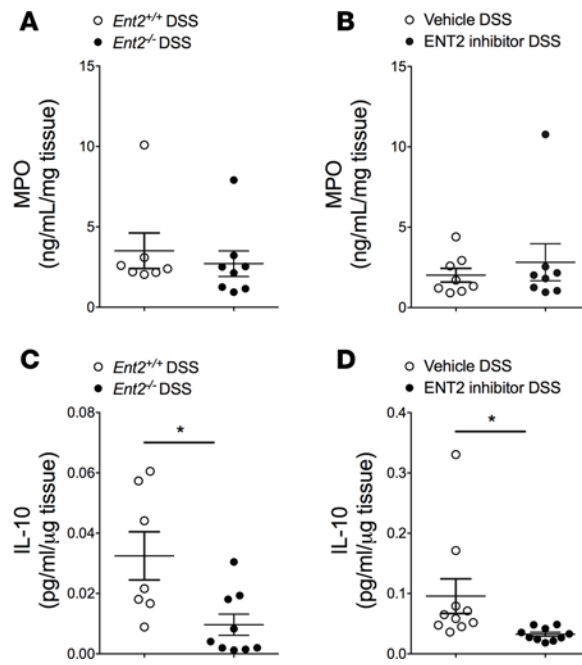 A
○ Ent2+/+ DSS
● Ent2-/- DSS
MPO
(ng/mL/mg tissue)
15
10
5
0
B
○ Vehicle DSS
● ENT2 inhibitor DSS
MPO
(ng/mL/mg tissue)
15
10
5
0
C
○ Ent2+/+ DSS
● Ent2-/- DSS
IL-10
(pg/ml/µg tissue)
0.08
0.06
0.04
0.02
0.00
*
D
○ Vehicle DSS
● ENT2 inhibitor DSS
IL-10
(pg/ml/µg tissue)
0.4
0.3
0.2
0.1
0.0
*